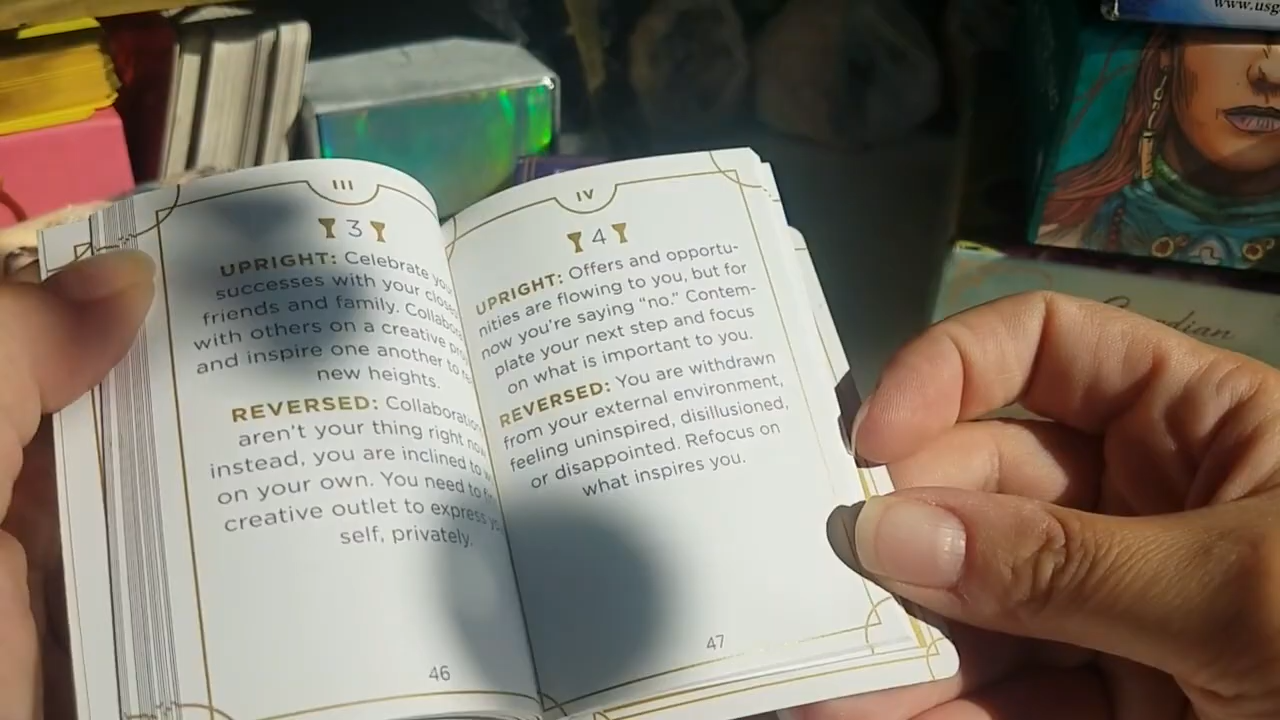 III
3
UPRIGHT: Celebrate
successes with your
friends and family.
with others on a creative
and inspire one another to
new heights.
REVERSED:
aren't your thing right
instead, you are inclined to
on your own. You need to
creative outlet to express
self, privately.
46
IV
4
UPRIGHT: Offers and opportu-
nities are flowing to you, but for
now you're saying “no.” Contem-
plate your next step and focus
on what is important to you.
REVERSED: You are withdrawn
from your external environment,
feeling uninspired, disillusioned,
or disappointed. Refocus on
what inspires you.
47